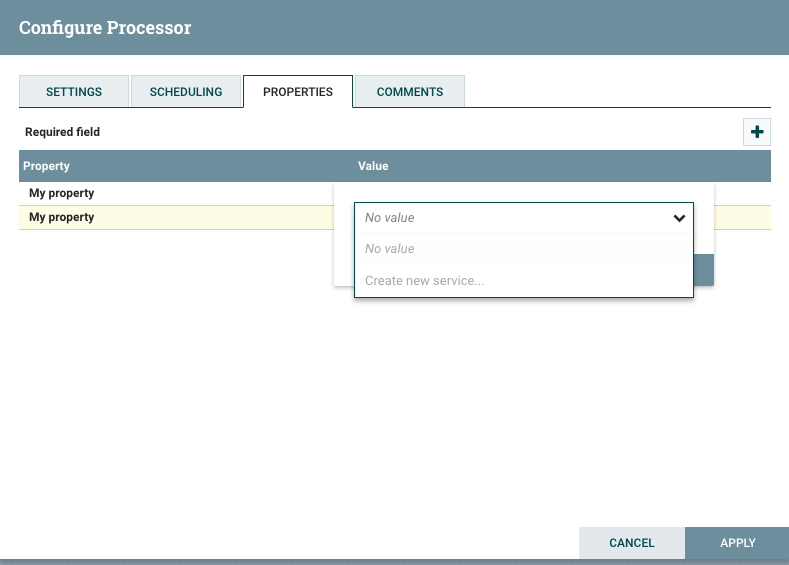 Configure Processor
SETTINGS SCHEDULING PROPERTIES COMMENTS
Required field
Property Value
My property
My property No value
No value
Create new service...
CANCEL APPLY